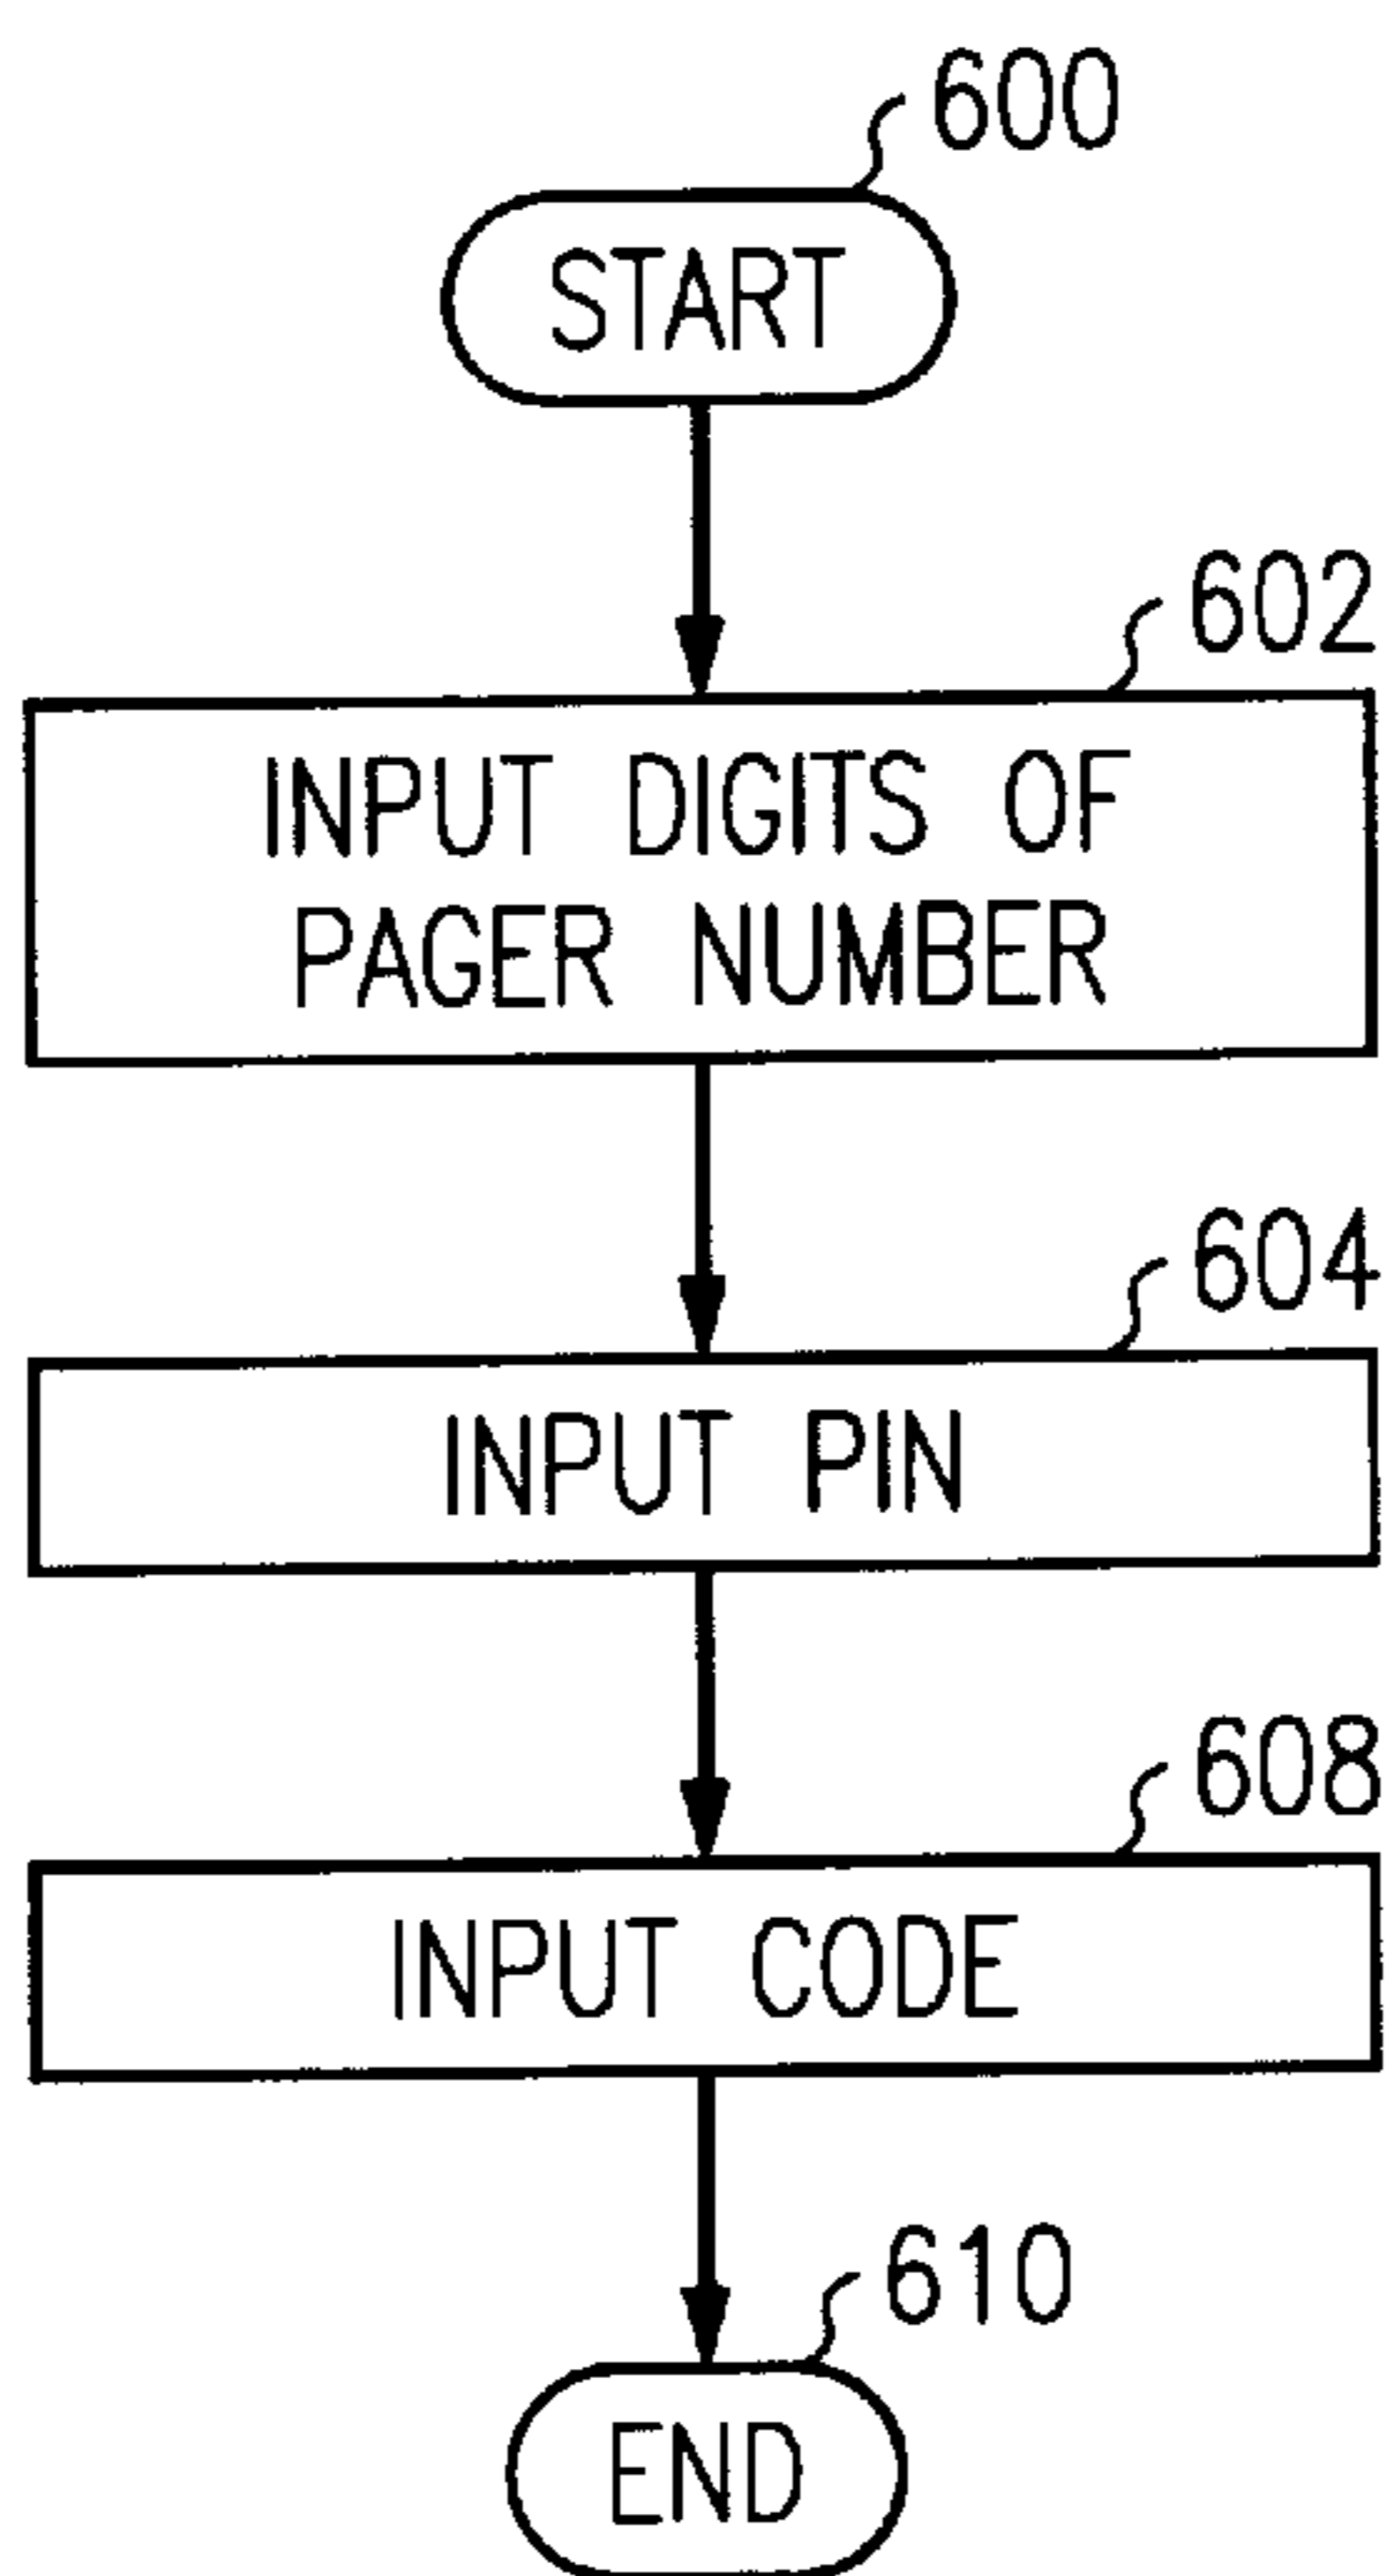 600
START
602
INPUT DIGITS OF
PAGER NUMBER
604
INPUT PIN
608
INPUT CODE
610
END